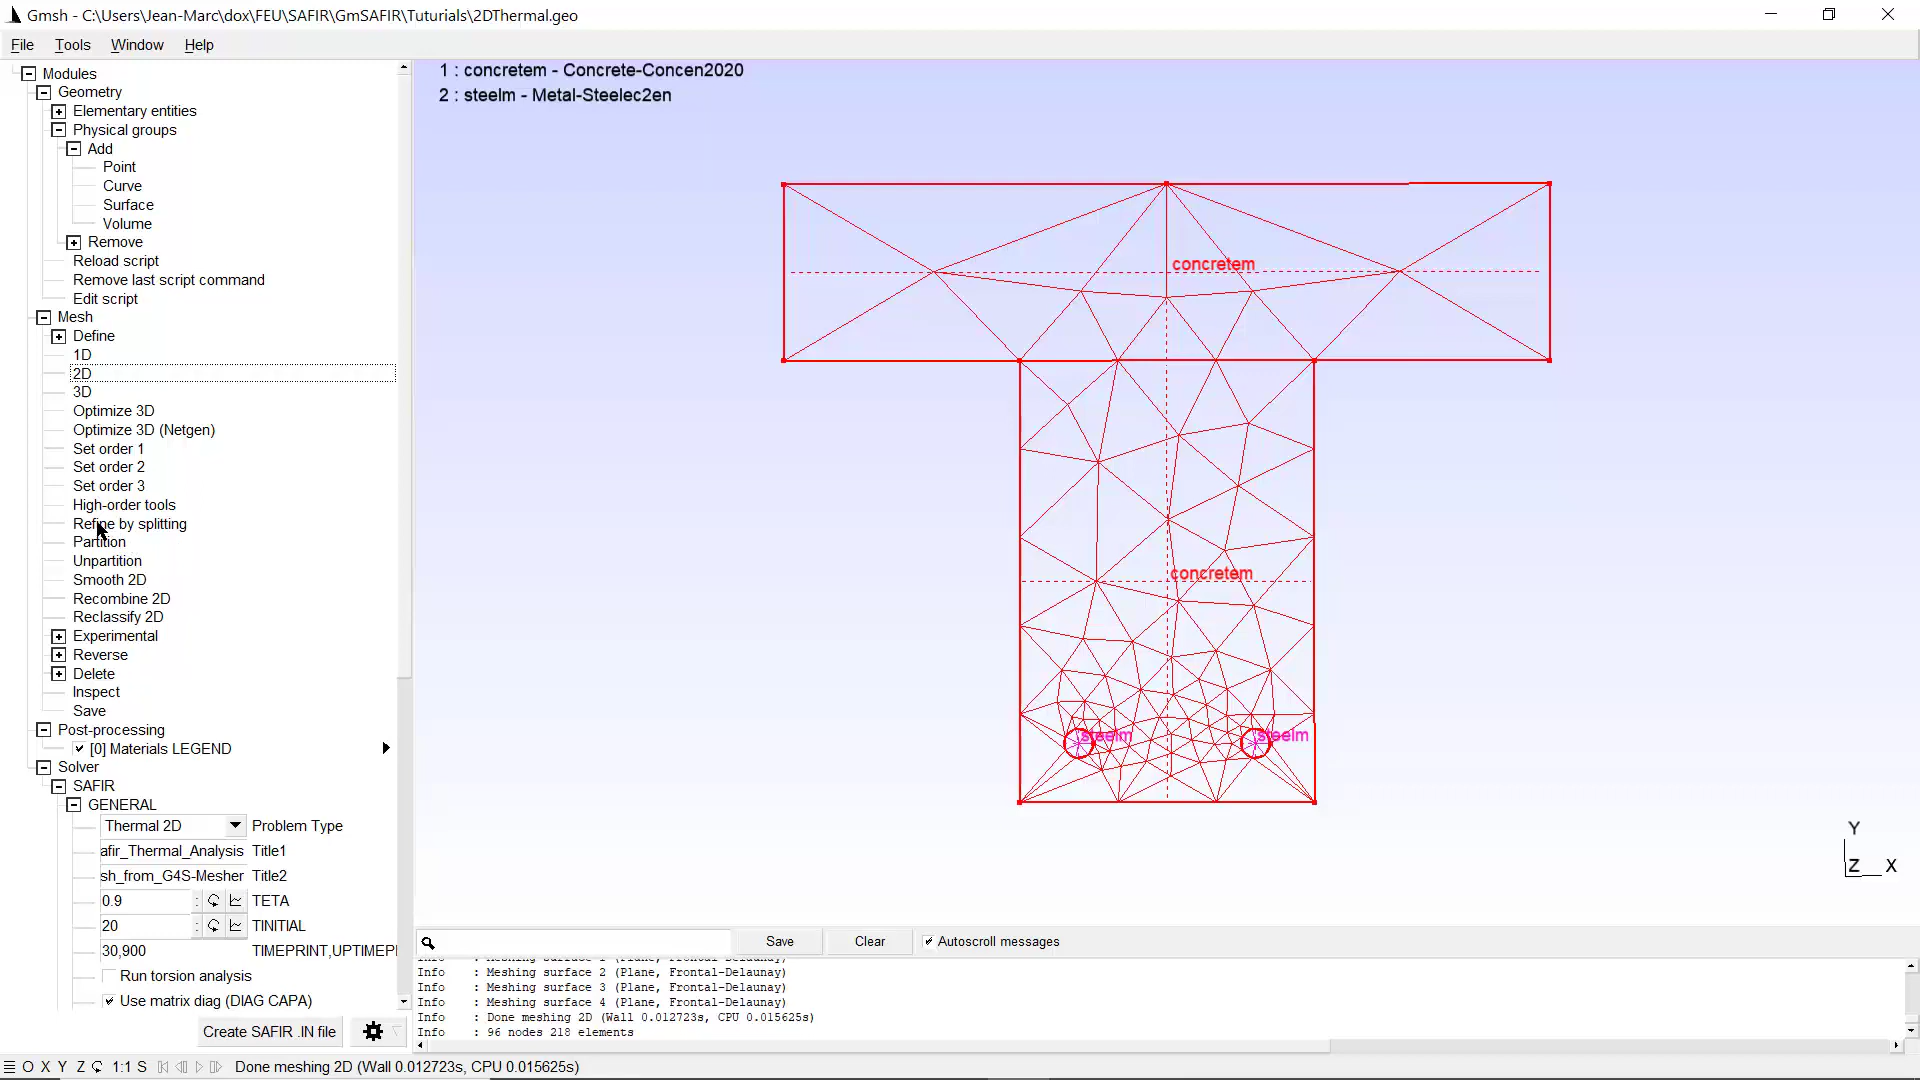 Gmsh - C:\Users\Jean-Marc\dox\FEU\SAFIR\GmSAFIR\Tuturials\2DThermal.geo
File Tools Window Help
Modules
Geometry
Elementary entities
Physical groups
Add
Point
Curve
Surface
Volume
Remove
Reload script
Remove last script command
Edit script
Mesh
Define
1D
2D
3D
Optimize 3D
Optimize 3D (Netgen)
Set order 1
Set order 2
Set order 3
High-order tools
Refine by splitting
Partition
Unpartition
Smooth 2D
Recombine 2D
Reclassify 2D
Experimental
Reverse
Delete
Inspect
Save
Post-processing
[0] Materials LEGEND
Solver
SAFIR
GENERAL
Thermal 2D Problem Type
afir_Thermal_Analysis Title1
sh_from_G4S-Mesher Title2
0.9 : TETA
20 : TINITIAL
30,900 TIMEPRINT,UPTIMEP
Run torsion analysis
Use matrix diag (DIAG CAPA)
Create SAFIR .IN file
1 : concretem - Concrete-Concen2020
2 : steelm - Metal-Steelec2en
concretem
concretem
steelm steelm
Y
Z X
Save Clear Autoscroll messages
Info : Meshing surface 1 (Plane, Frontal-Delaunay)
Info : Meshing surface 2 (Plane, Frontal-Delaunay)
Info : Meshing surface 3 (Plane, Frontal-Delaunay)
Info : Meshing surface 4 (Plane, Frontal-Delaunay)
Info : Done meshing 2D (Wall 0.012723s, CPU 0.015625s)
Info : 96 nodes 218 elements
O X Y Z 1:1 S Done meshing 2D (Wall 0.012723s, CPU 0.015625s)